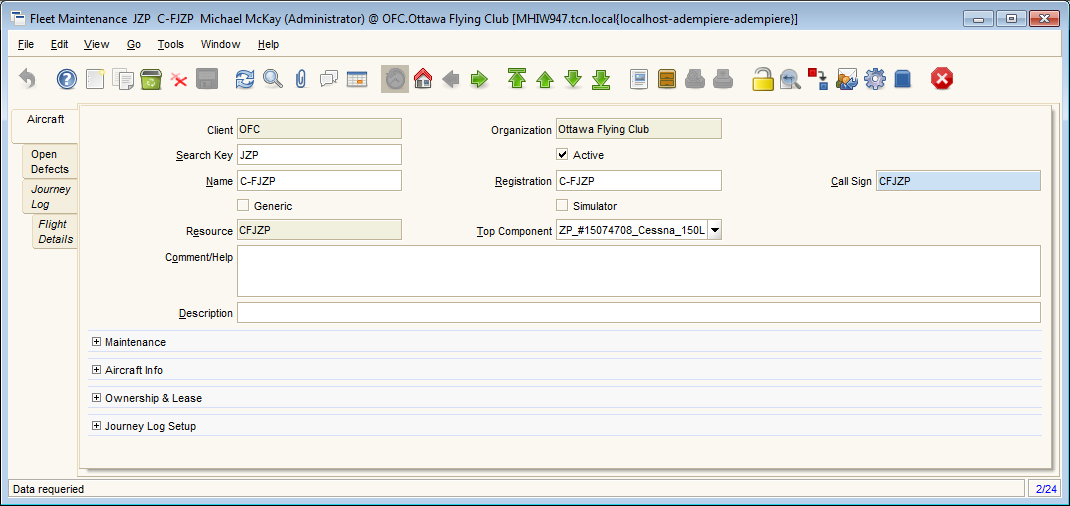 Fleet Maintenance JZP C-FJZP Michael McKay (Administrator) @ OFC.Ottawa Flying Club [MHIW947.tcn.local{localhost-adempiere-adempiere}]
File Edit View Go Tools Window Help
Aircraft
Open Defects
Journey Log
Flight Details
Client OFC Organization Ottawa Flying Club
Search Key JZP Active
Name C-FJZP Registration C-FJZP Call Sign CFJZP
Generic Simulator
Resource CFJZP Top Component ZP_#15074708_Cessna_150L
Comment/Help
Description
Maintenance
Aircraft Info
Ownership & Lease
Journey Log Setup
Data requeried 2/24